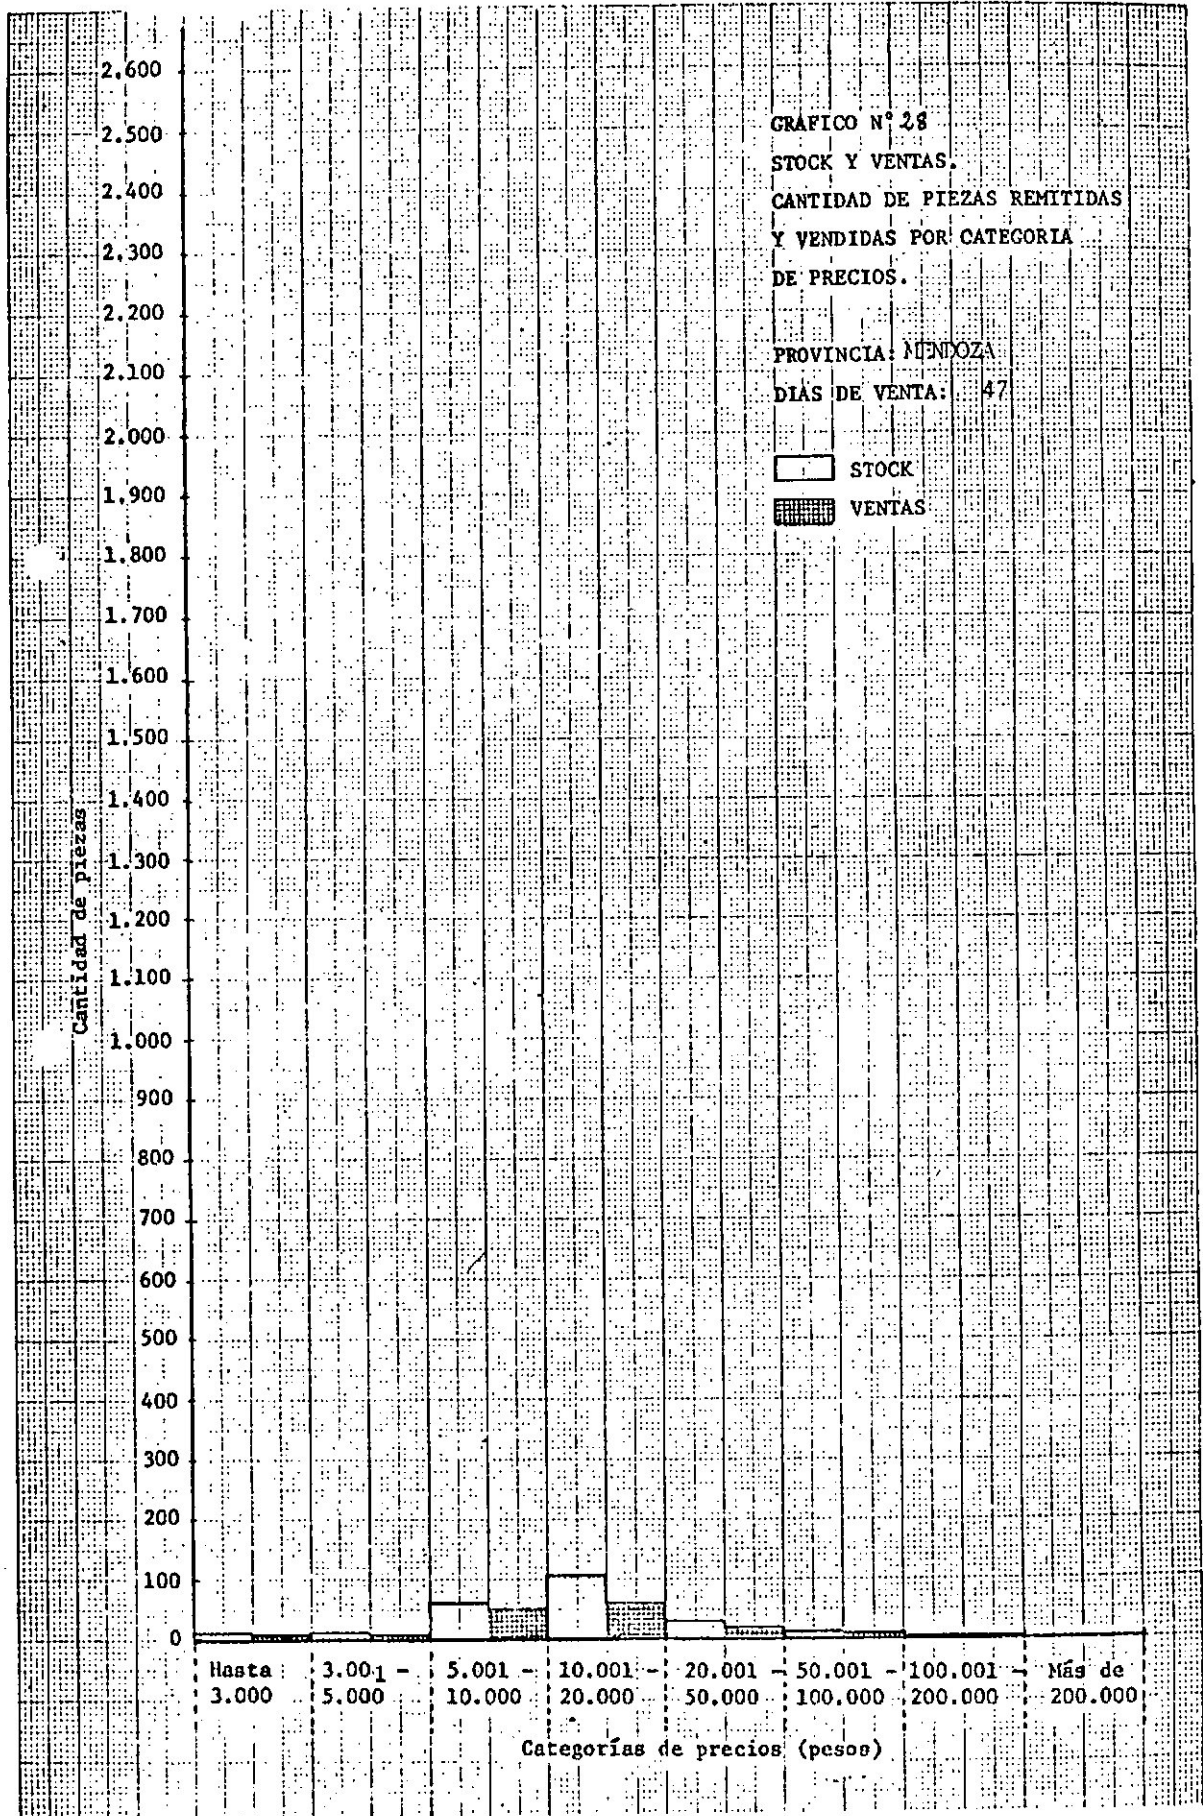 GRAFICO N° 28
STOCK Y VENTAS.
CANTIDAD DE PIEZAS REMITIDAS
Y VENDIDAS POR CATEGORIA
DE PRECIOS.
PROVINCIA: MENDOZA
DIAS DE VENTA: 47
STOCK
VENTAS
Cantidad de piezas
2.600
2.500
2.400
2.300
2.200
2.100
2.000
1.900
1.800
1.700
1.600
1.500
1.400
1.300
1.200
1.100
1.000
900
800
700
600
500
400
300
200
100
0
Hasta 3.001 - 5.001 - 10.001 - 20.001 - 50.001 - 100.001 - Más de
3.000 5.000 10.000 20.000 50.000 100.000 200.000 200.000
Categorías de precios (pesos)